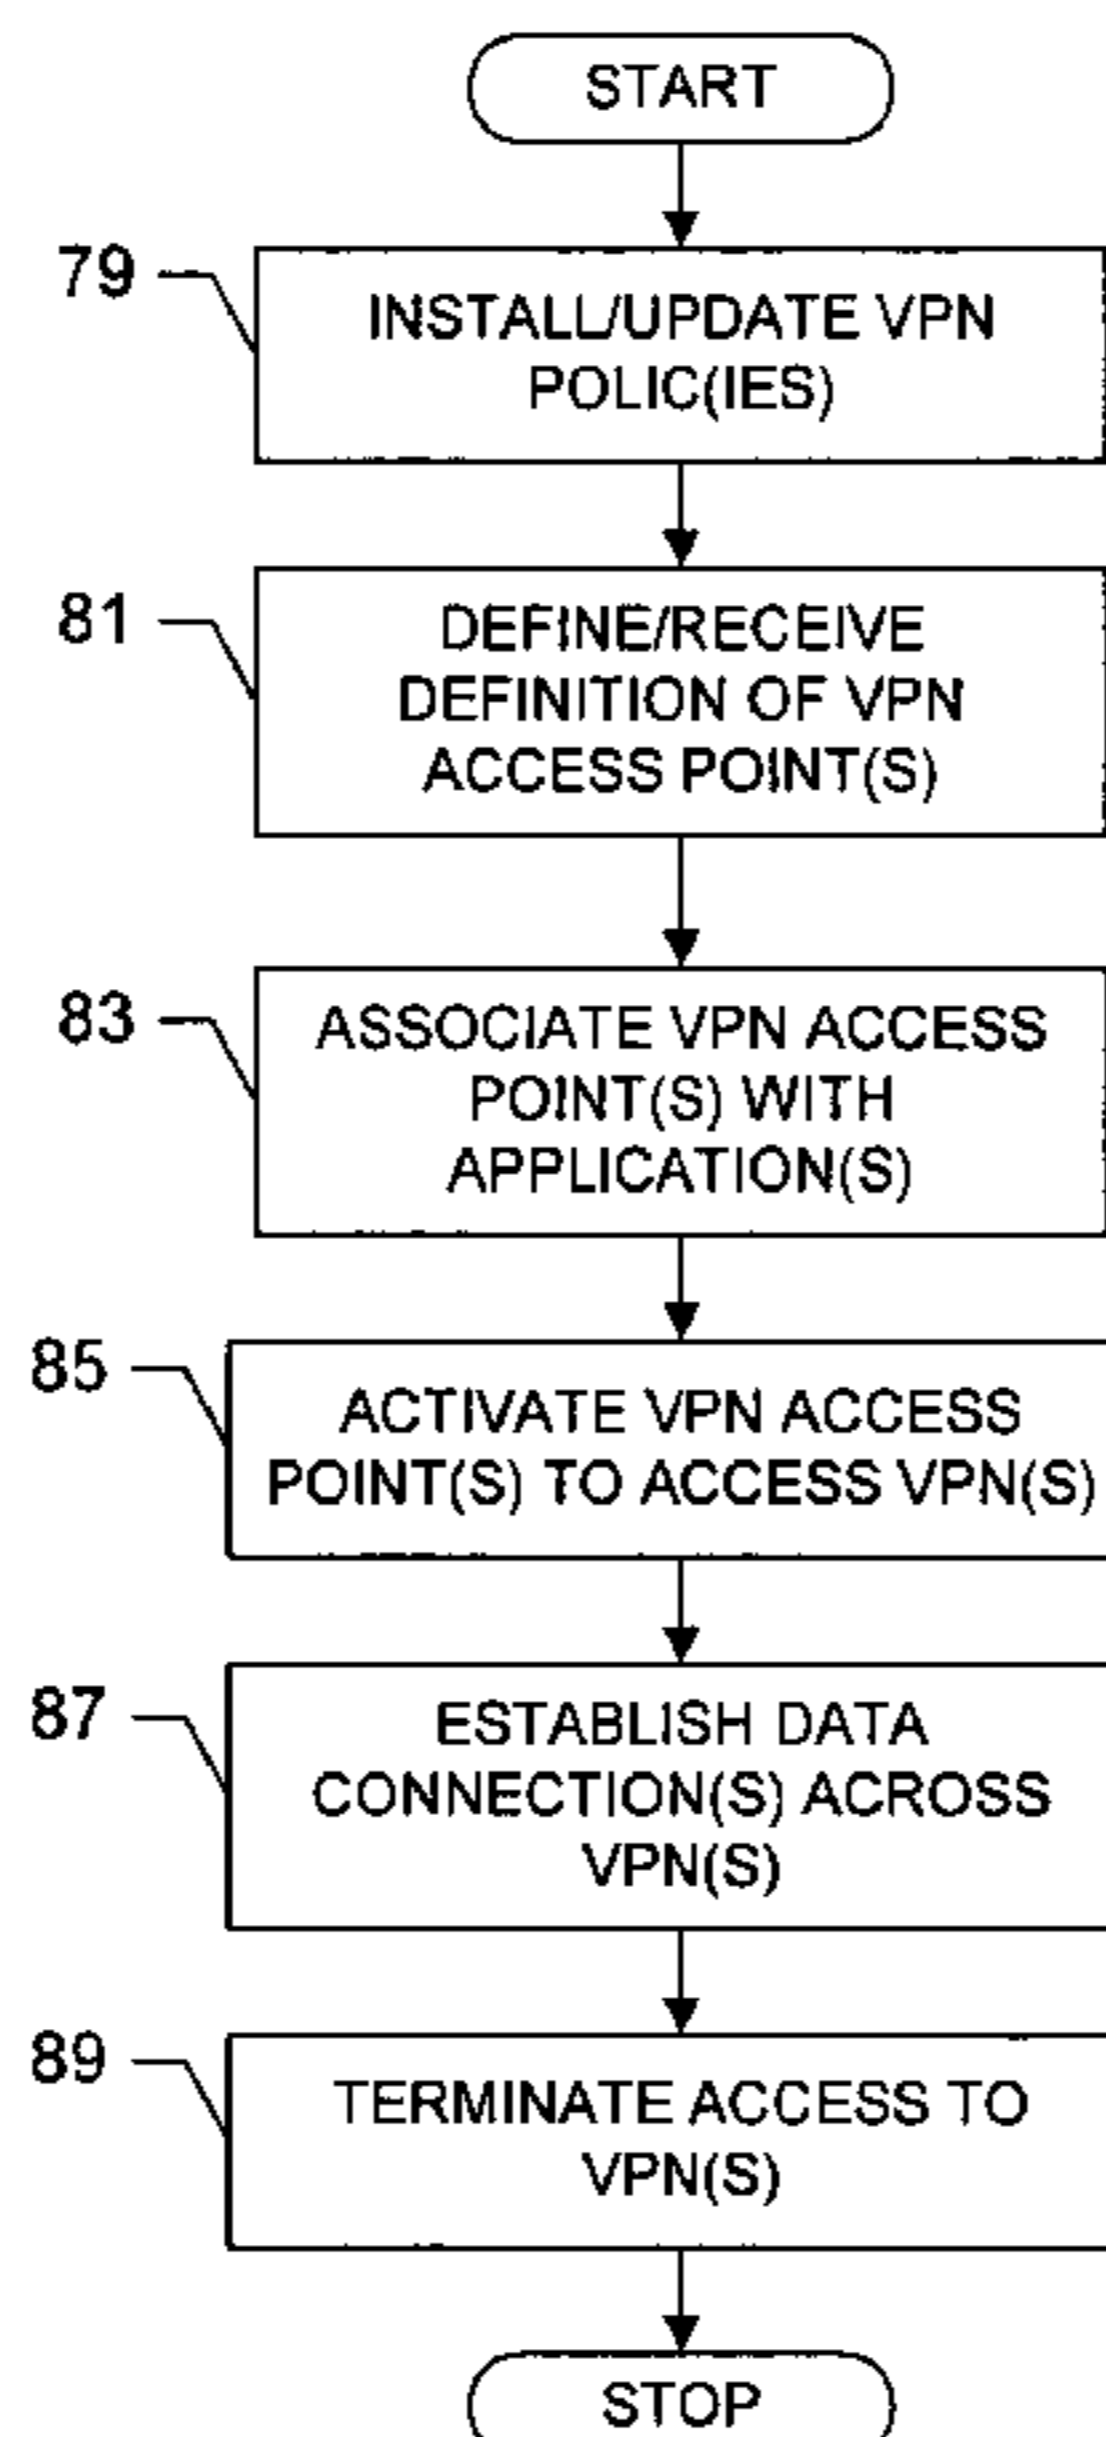 START
79
INSTALL/UPDATE VPN
POLIC(IES)
81
DEFINE/RECEIVE
DEFINITION OF VPN
ACCESS POINT(S)
83
ASSOCIATE VPN ACCESS
POINT(S) WITH
APPLICATION(S)
85
ACTIVATE VPN ACCESS
POINT(S) TO ACCESS VPN(S)
87
ESTABLISH DATA
CONNECTION(S) ACROSS
VPN(S)
89
TERMINATE ACCESS TO
VPN(S)
STOP